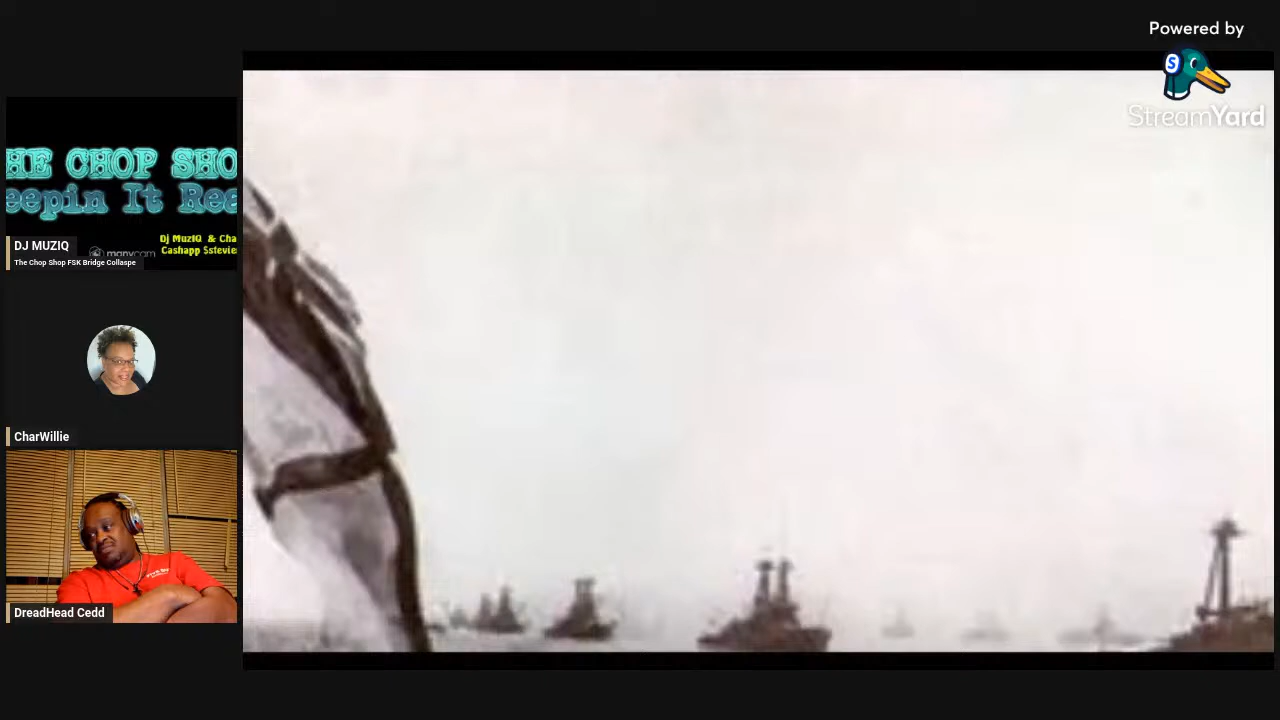 Powered by
StreamYard
HE CHOP SHO
eepin It Rea
Dj MuzIQ & Cha
Cashapp $stevie
manycam
DJ MUZIQ
The Chop Shop FSK Bridge Collaspe
CharWillie
DreadHead Cedd